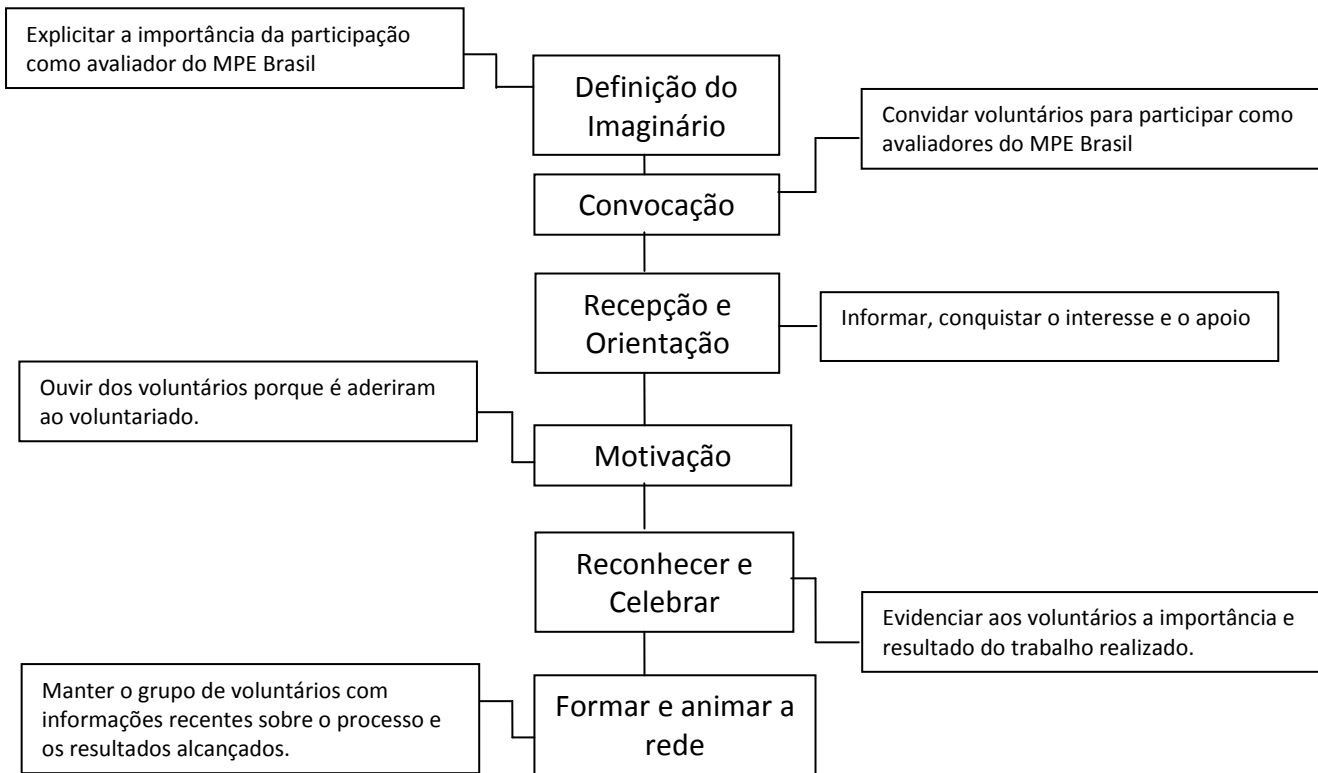 Explicitar a importância da participação
como avaliador do MPE Brasil
Definição do
Imaginário
Convidar voluntários para participar como
avaliadores do MPE Brasil
Convocação
Recepção e
Orientação
Informar, conquistar o interesse e o apoio
Ouvir dos voluntários porque é aderiram
ao voluntariado.
Motivação
Reconhecer e
Celebrar
Evidenciar aos voluntários a importância e
resultado do trabalho realizado.
Manter o grupo de voluntários com
informações recentes sobre o processo e
os resultados alcançados.
Formar e animar a
rede